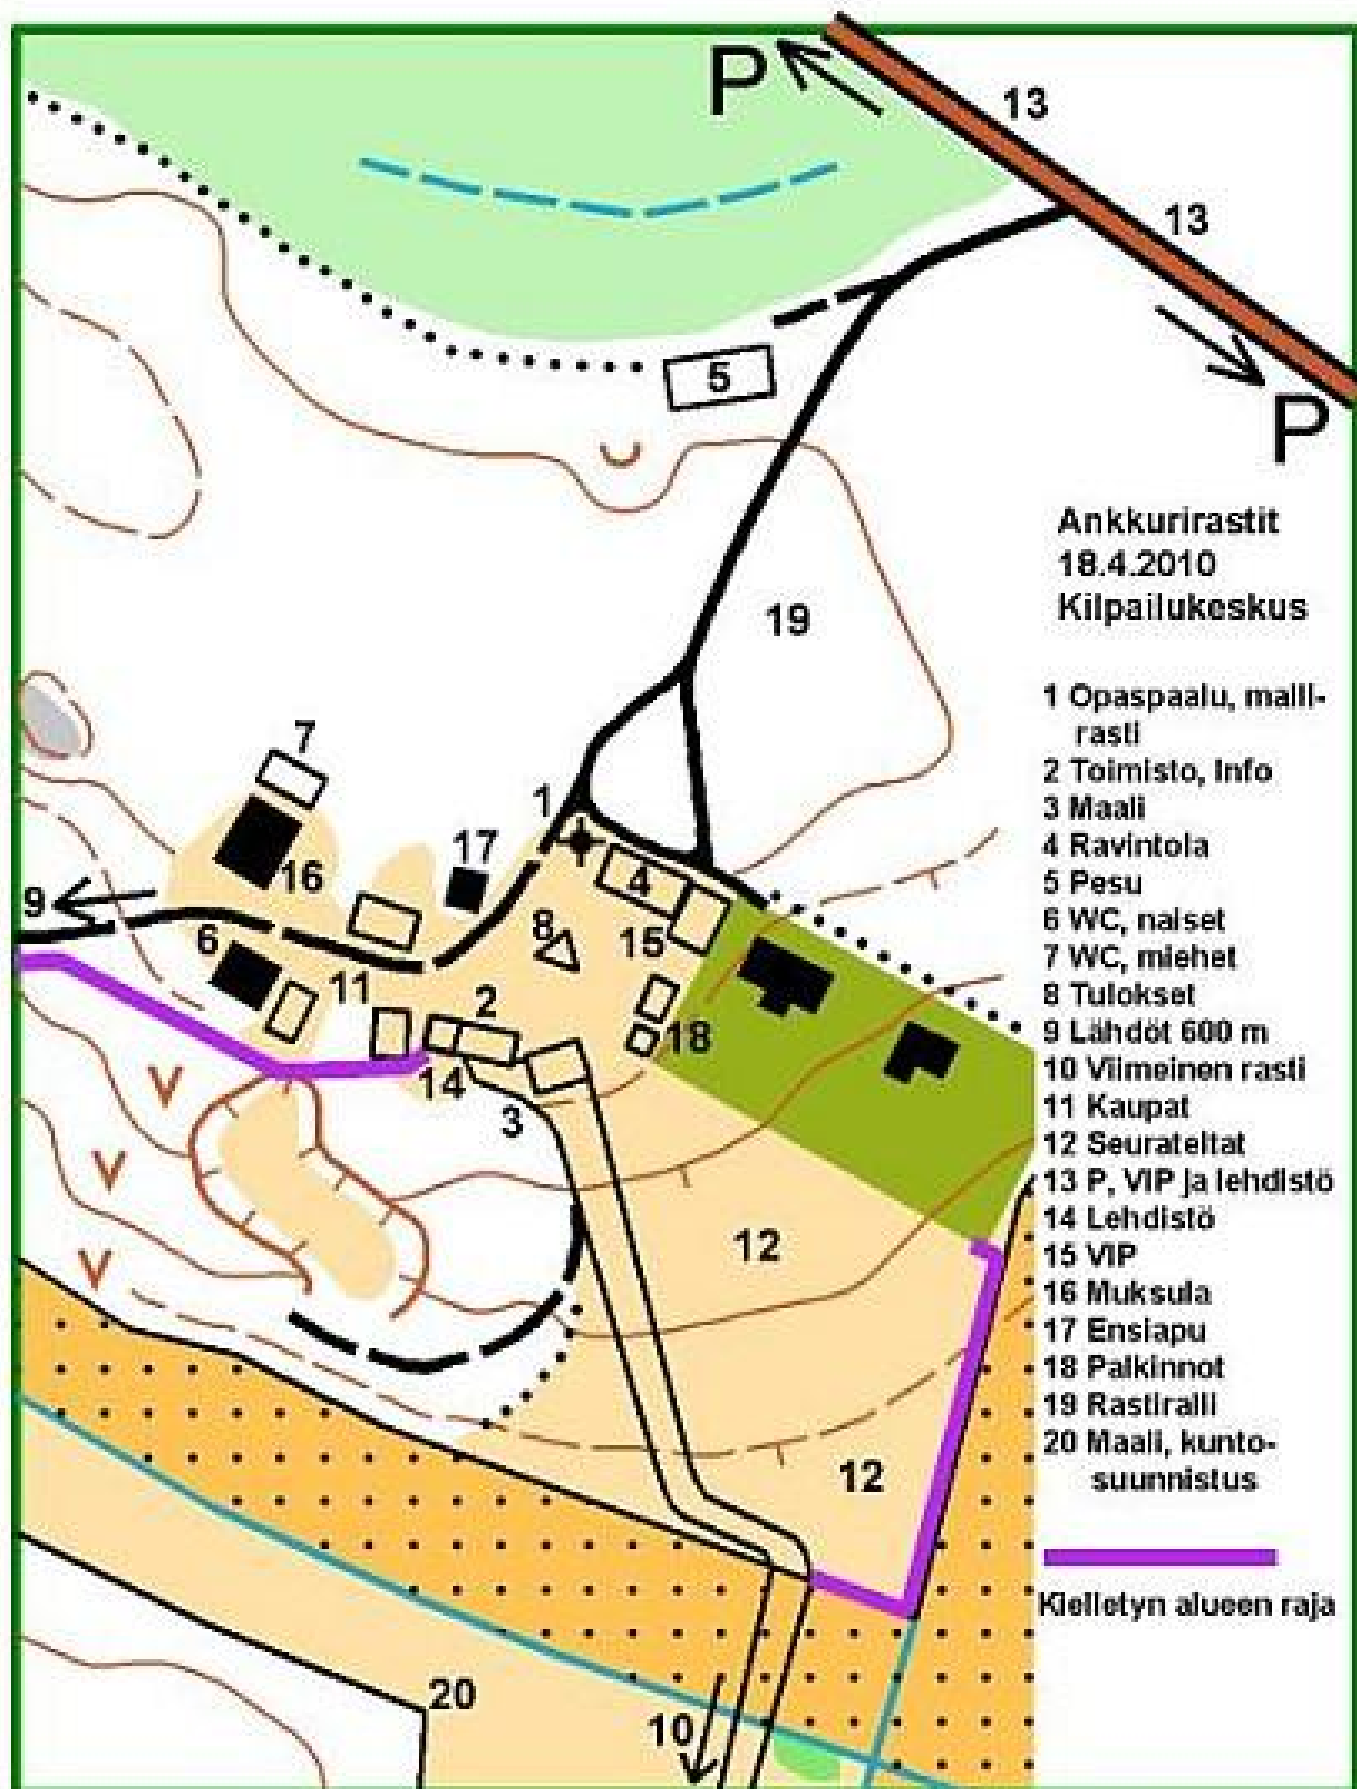 P
13
13
P
5
Ankkurirastit
18.4.2010
Kilpailukeskus
19
1 Opaspaalu, malli-
rasti
2 Toimisto, Info
3 Maali
4 Ravintola
5 Pesu
6 WC, naiset
7 WC, miehet
8 Tulokset
9 Lähdöt 600 m
10 Viimeinen rasti
11 Kaupat
12 Seurateltat
13 P, VIP ja lehdistö
14 Lehdistö
15 VIP
16 Muksula
17 Ensiapu
18 Palkinnot
19 Rastiralli
20 Maali, kunto-
suunnistus
Kielletyn alueen raja
7
1
17
16
4
9
6
8
15
11
2
18
14
3
12
12
20
10